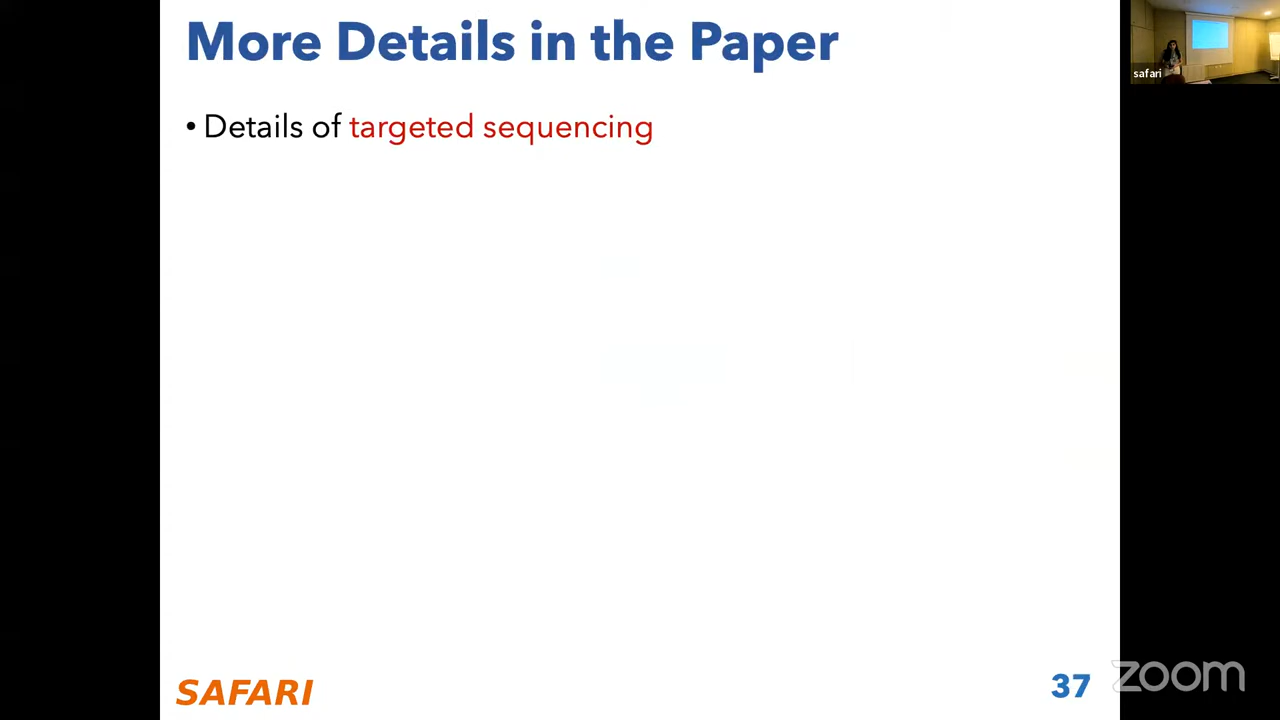 More Details in the Paper
safari
• Details of targeted sequencing
SAFARI
37
zoom